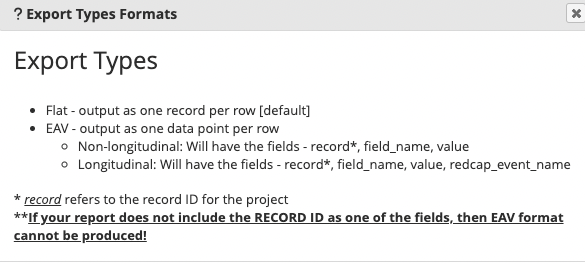 ? Export Types Formats
Export Types
• Flat - output as one record per row [default]
• EAV - output as one data point per row
○ Non-longitudinal: Will have the fields - record*, field_name, value
○ Longitudinal: Will have the fields - record*, field_name, value, redcap_event_name
* record refers to the record ID for the project
**If your report does not include the RECORD ID as one of the fields, then EAV format
cannot be produced!